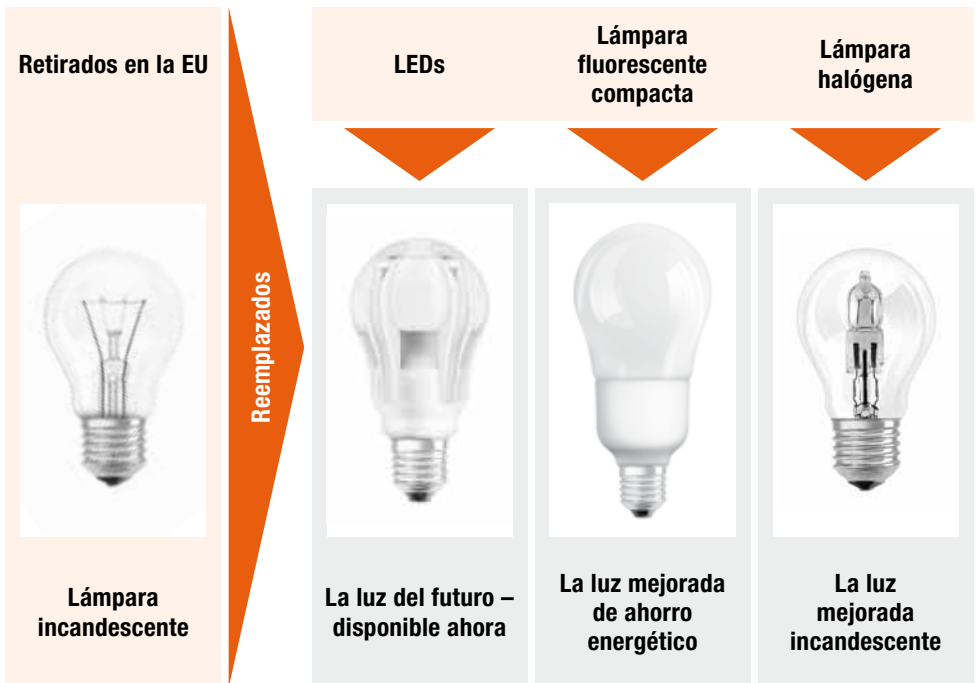 Retirados en la EU
LEDs
Lámpara
fluorescente
compacta
Lámpara
halógena
Reemplazados
Lámpara
incandescente
La luz del futuro –
disponible ahora
La luz mejorada
de ahorro
energético
La luz
mejorada
incandescente